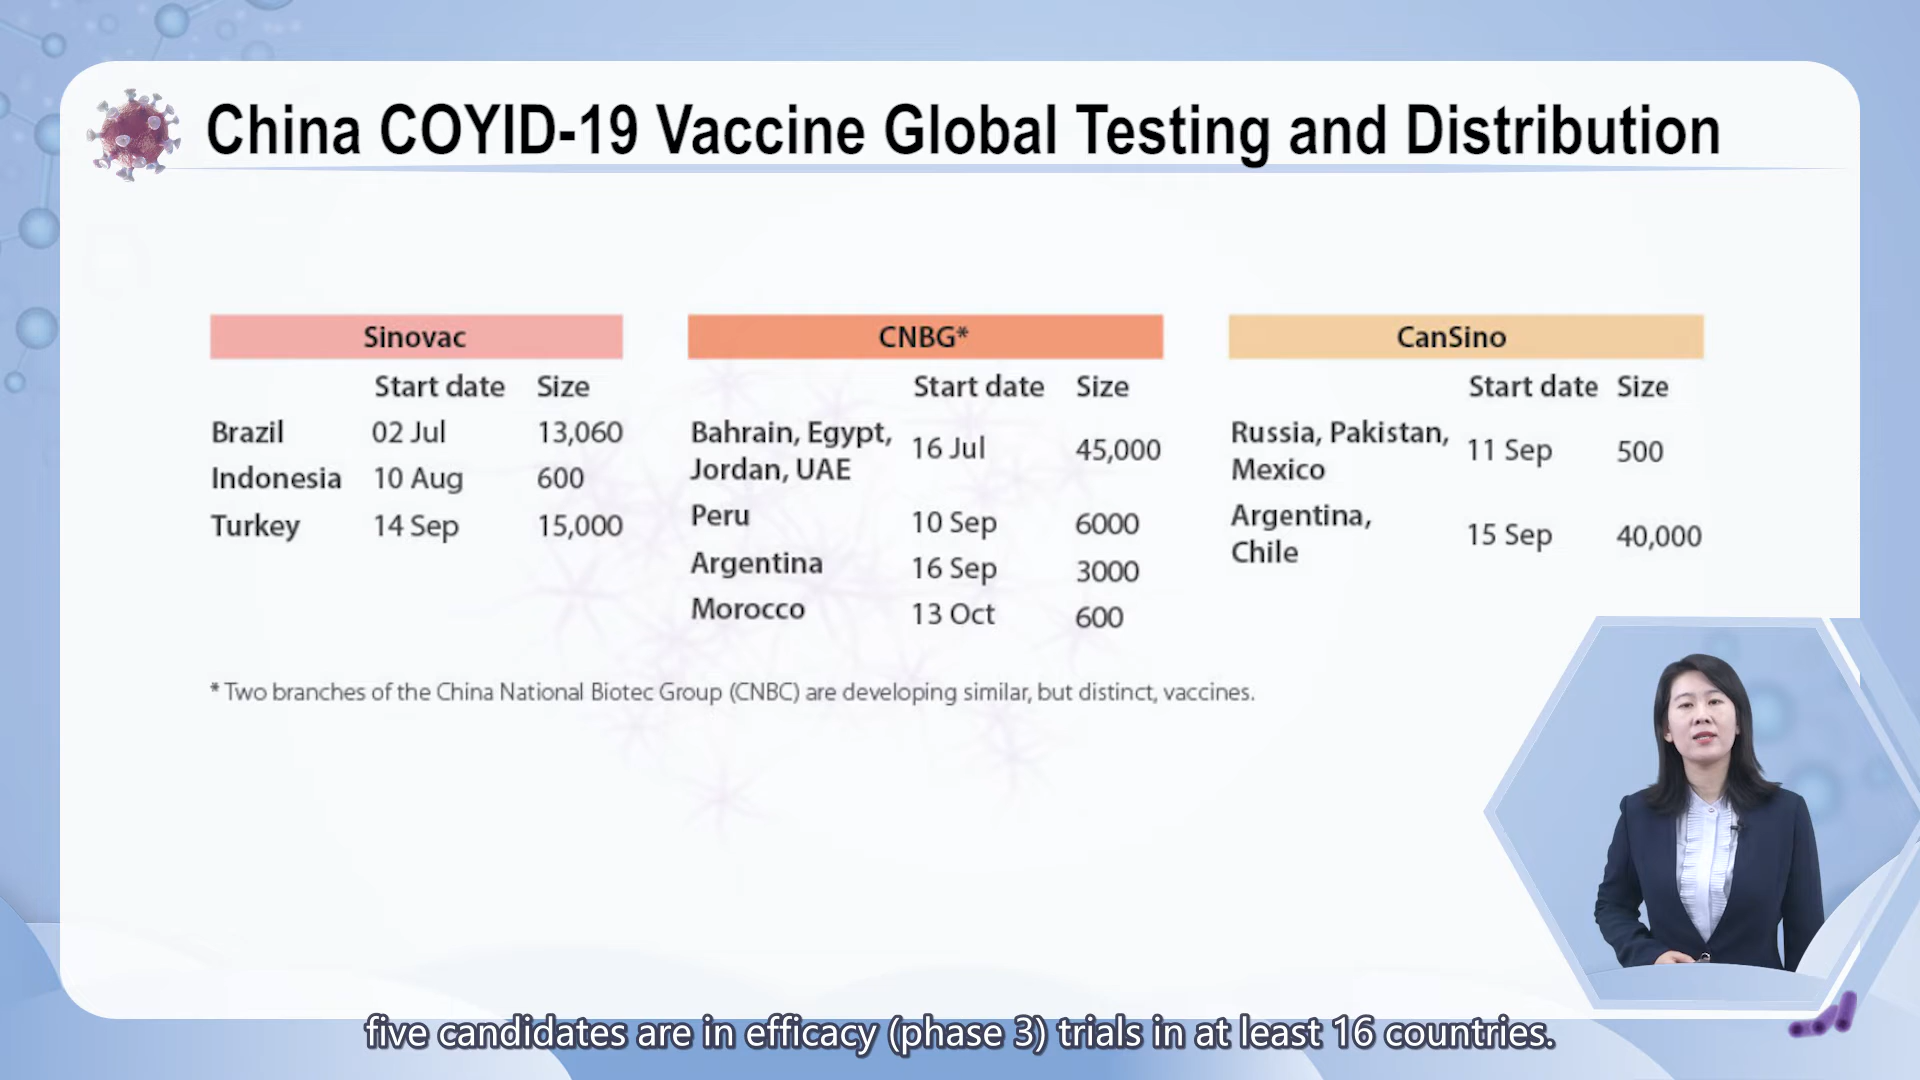 China COYID-19 Vaccine Global Testing and Distribution
Sinovac
Start date Size
Brazil 02 Jul 13,060
Indonesia 10 Aug 600
Turkey 14 Sep 15,000
CNBG*
Start date Size
Bahrain, Egypt,
Jordan, UAE 16 Jul 45,000
Peru 10 Sep 6000
Argentina 16 Sep 3000
Morocco 13 Oct 600
CanSino
Start date Size
Russia, Pakistan,
Mexico 11 Sep 500
Argentina,
Chile 15 Sep 40,000
* Two branches of the China National Biotec Group (CNBC) are developing similar, but distinct, vaccines.
five candidates are in efficacy (phase 3) trials in at least 16 countries.